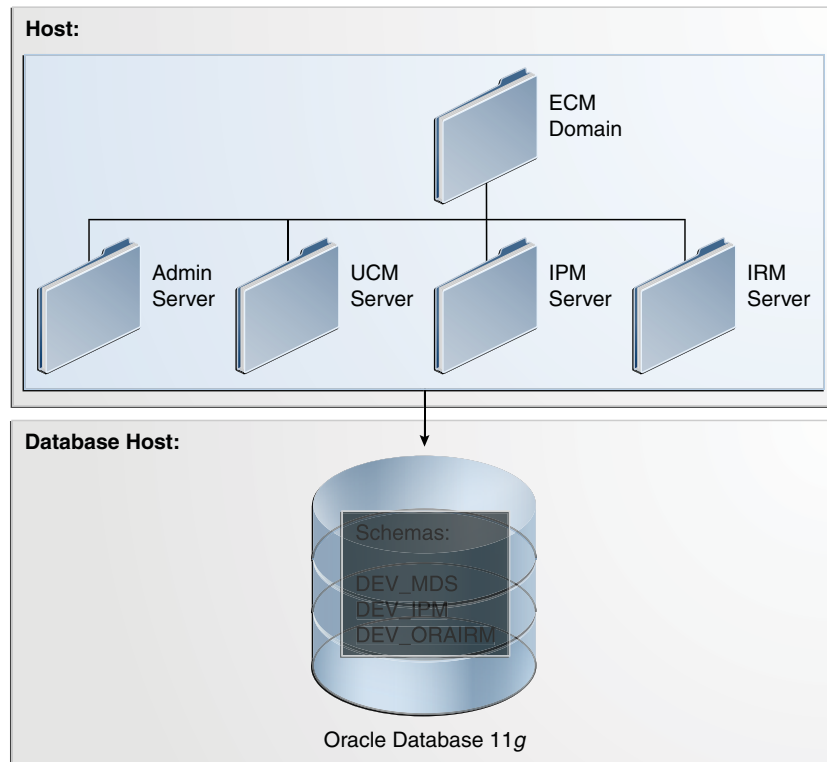 Host:
ECM
Domain
Admin
Server
UCM
Server
IPM
Server
IRM
Server
Database Host:
Schemas:
DEV_MDS
DEV_IPM
DEV_ORAIRM
Oracle Database 11g